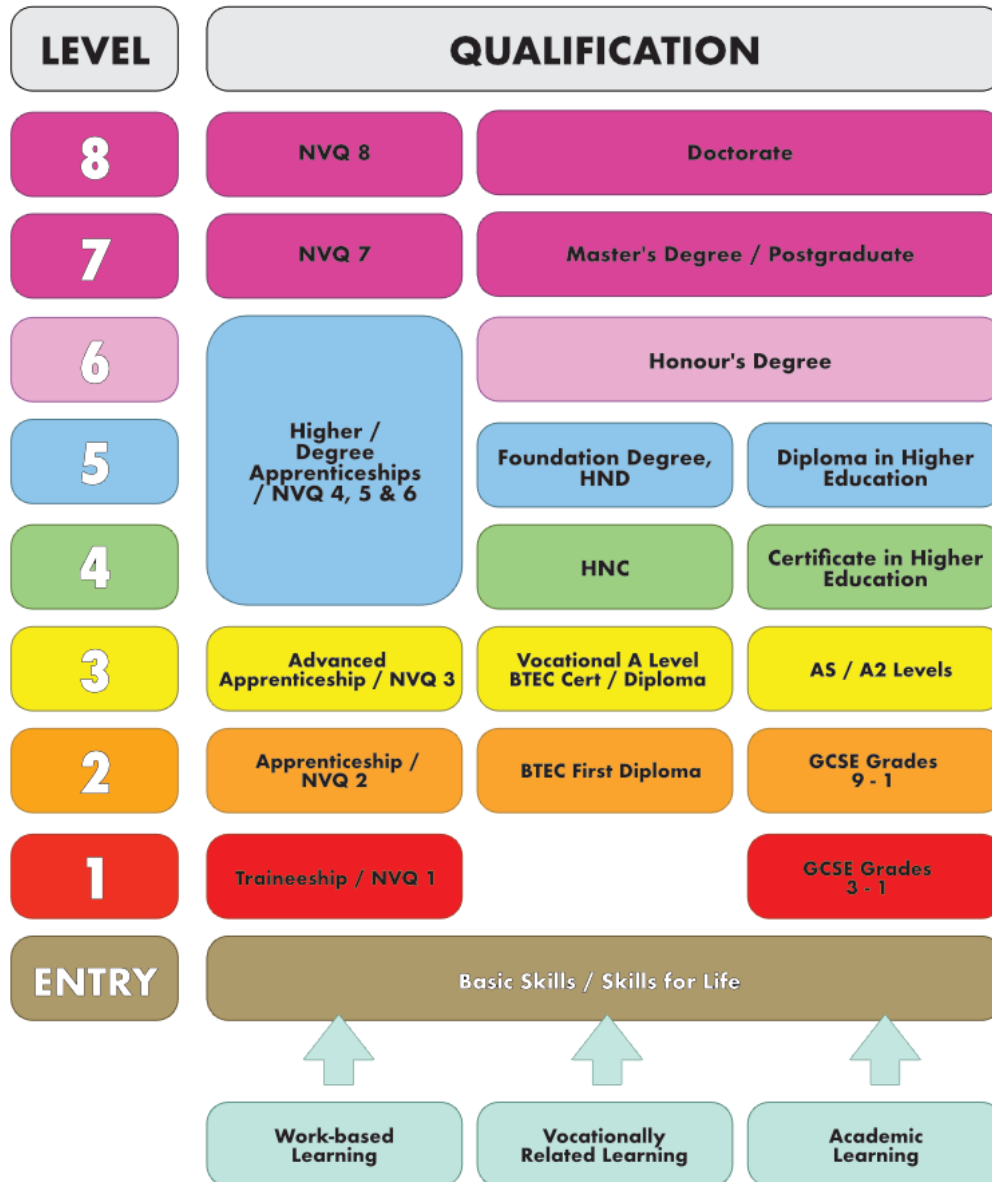 LEVEL
QUALIFICATION
8
NVQ 8
Doctorate
7
NVQ 7
Master's Degree / Postgraduate
6
Honour's Degree
Higher /
Degree
Apprenticeships
/ NVQ 4, 5 & 6
5
Foundation Degree,
HND
Diploma in Higher
Education
4
HNC
Certificate in Higher
Education
3
Advanced
Apprenticeship / NVQ 3
Vocational A Level
BTEC Cert / Diploma
AS / A2 Levels
2
Apprenticeship /
NVQ 2
BTEC First Diploma
GCSE Grades
9 - 1
1
Traineeship / NVQ 1
GCSE Grades
3 - 1
ENTRY
Basic Skills / Skills for Life
Work-based
Learning
Vocationally
Related Learning
Academic
Learning